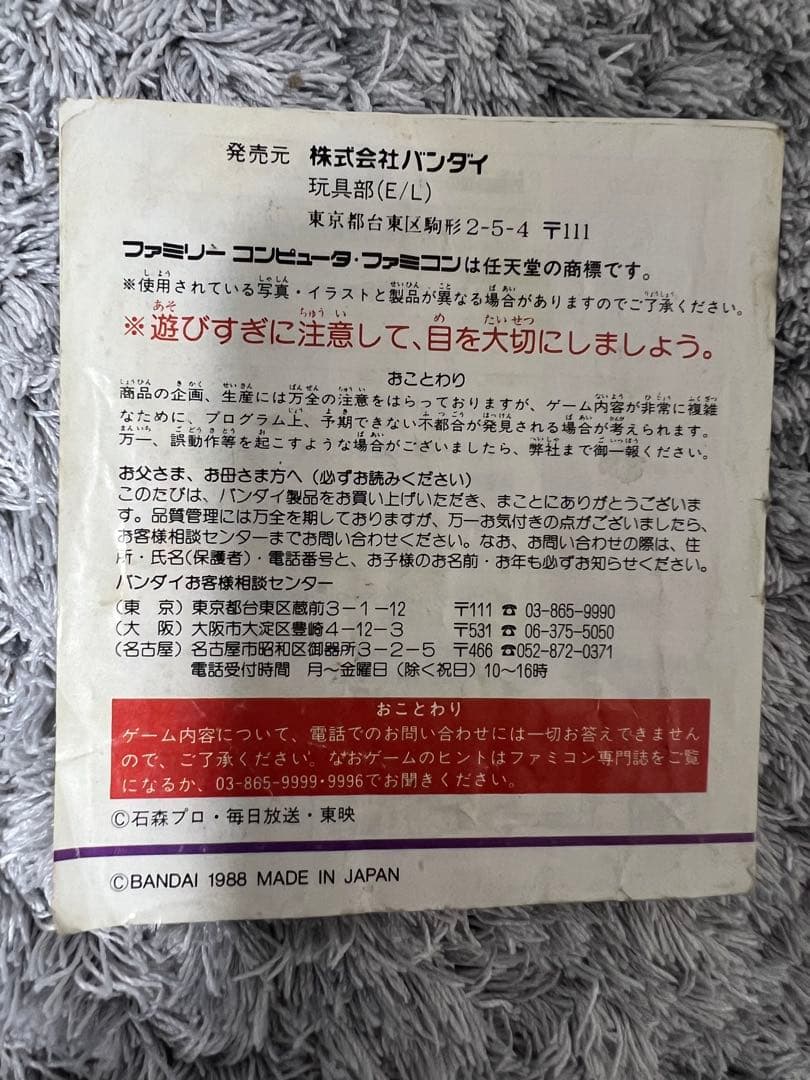 発売元 株式会社バンダイ
玩具部(E/L)
東京都台東区駒形2-5-4 〒111
ファミリー コンピュータ・ファミコンは任天堂の商標です。
※使用されている写真・イラストと製品が異なる場合がありますのでご了承ください。
※遊びすぎに注意して、目を大切にしましょう。
おことわり
商品の企画、生産には万全の注意をはらっておりますが、ゲーム内容が非常に複雑
なために、プログラム上、予期できない不都合が発見される場合が考えられます。
万一、誤動作等を起こすような場合がございましたら、弊社まで御一報ください。
お父さま、お母さま方へ（必ずお読みください）
このたびは、バンダイ製品をお買い上げいただき、まことにありがとうございま
す。品質管理には万全を期しておりますが、万一お気付きの点がございましたら、
お客様相談センターまでお問い合わせください。なお、お問い合わせの際は、住
所・氏名(保護者)・電話番号と、お子様のお名前・お年も必ずお知らせください。
バンダイお客様相談センター
（東 京）東京都台東区蔵前3-1-12 〒111 ☎ 03-865-9990
（大 阪）大阪市大淀区豊崎4-12-3 〒531 ☎ 06-375-5050
（名古屋）名古屋市昭和区御器所3-2-5 〒466 ☎052-872-0371
電話受付時間 月〜金曜日（除く祝日）10〜16時
おことわり
ゲーム内容について、電話でのお問い合わせには一切お答えできません
ので、ご了承ください。なおゲームのヒントはファミコン専門誌をご覧
になるか、03-865-9999・9996でお聞きください。
©石森プロ・毎日放送・東映
©BANDAI 1988 MADE IN JAPAN